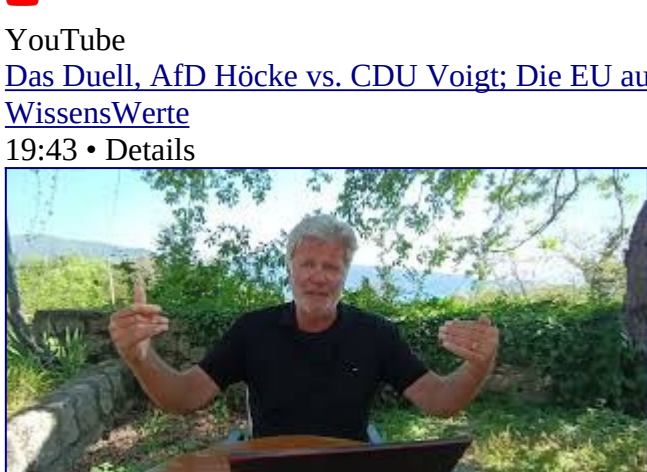 YouTube
Das Duell, AfD Höcke vs. CDU Voigt; Die EU au
WissensWerte
19:43 • Details